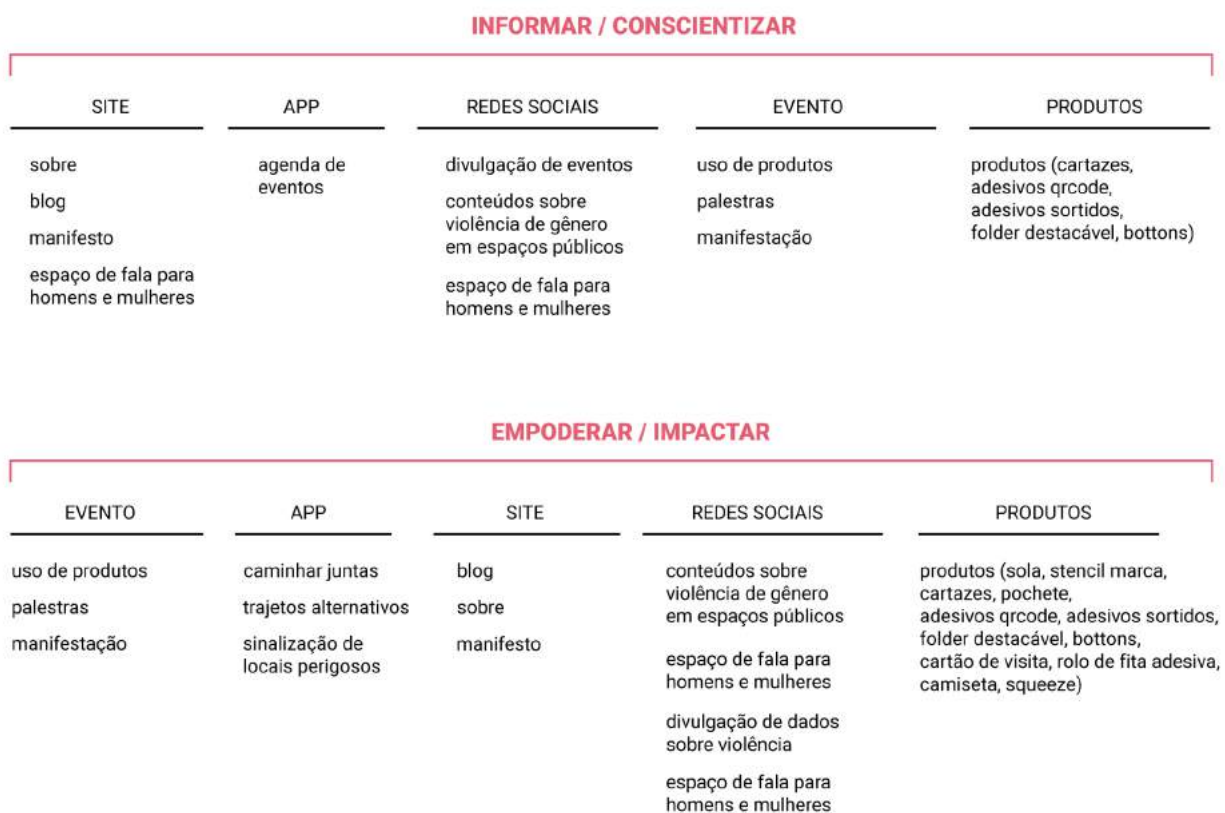 INFORMAR / CONSCIENTIZAR
SITE
sobre
blog
manifesto
espaço de fala para
homens e mulheres
APP
agenda de
eventos
REDES SOCIAIS
divulgação de eventos
conteúdos sobre
violência de gênero
em espaços públicos
espaço de fala para
homens e mulheres
EVENTO
uso de produtos
palestras
manifestação
PRODUTOS
produtos (cartazes,
adesivos qrcode,
adesivos sortidos,
folder destacável, bottons)
EMPODERAR / IMPACTAR
EVENTO
uso de produtos
palestras
manifestação
APP
caminhar juntas
trajetos alternativos
sinalização de
locais perigosos
SITE
blog
sobre
manifesto
REDES SOCIAIS
conteúdos sobre
violência de gênero
em espaços públicos
espaço de fala para
homens e mulheres
divulgação de dados
sobre violência
espaço de fala para
homens e mulheres
PRODUTOS
produtos (sola, stencil marca,
cartazes, pochete,
adesivos qrcode, adesivos sortidos,
folder destacável, bottons,
cartão de visita, rolo de fita adesiva,
camiseta, squeeze)